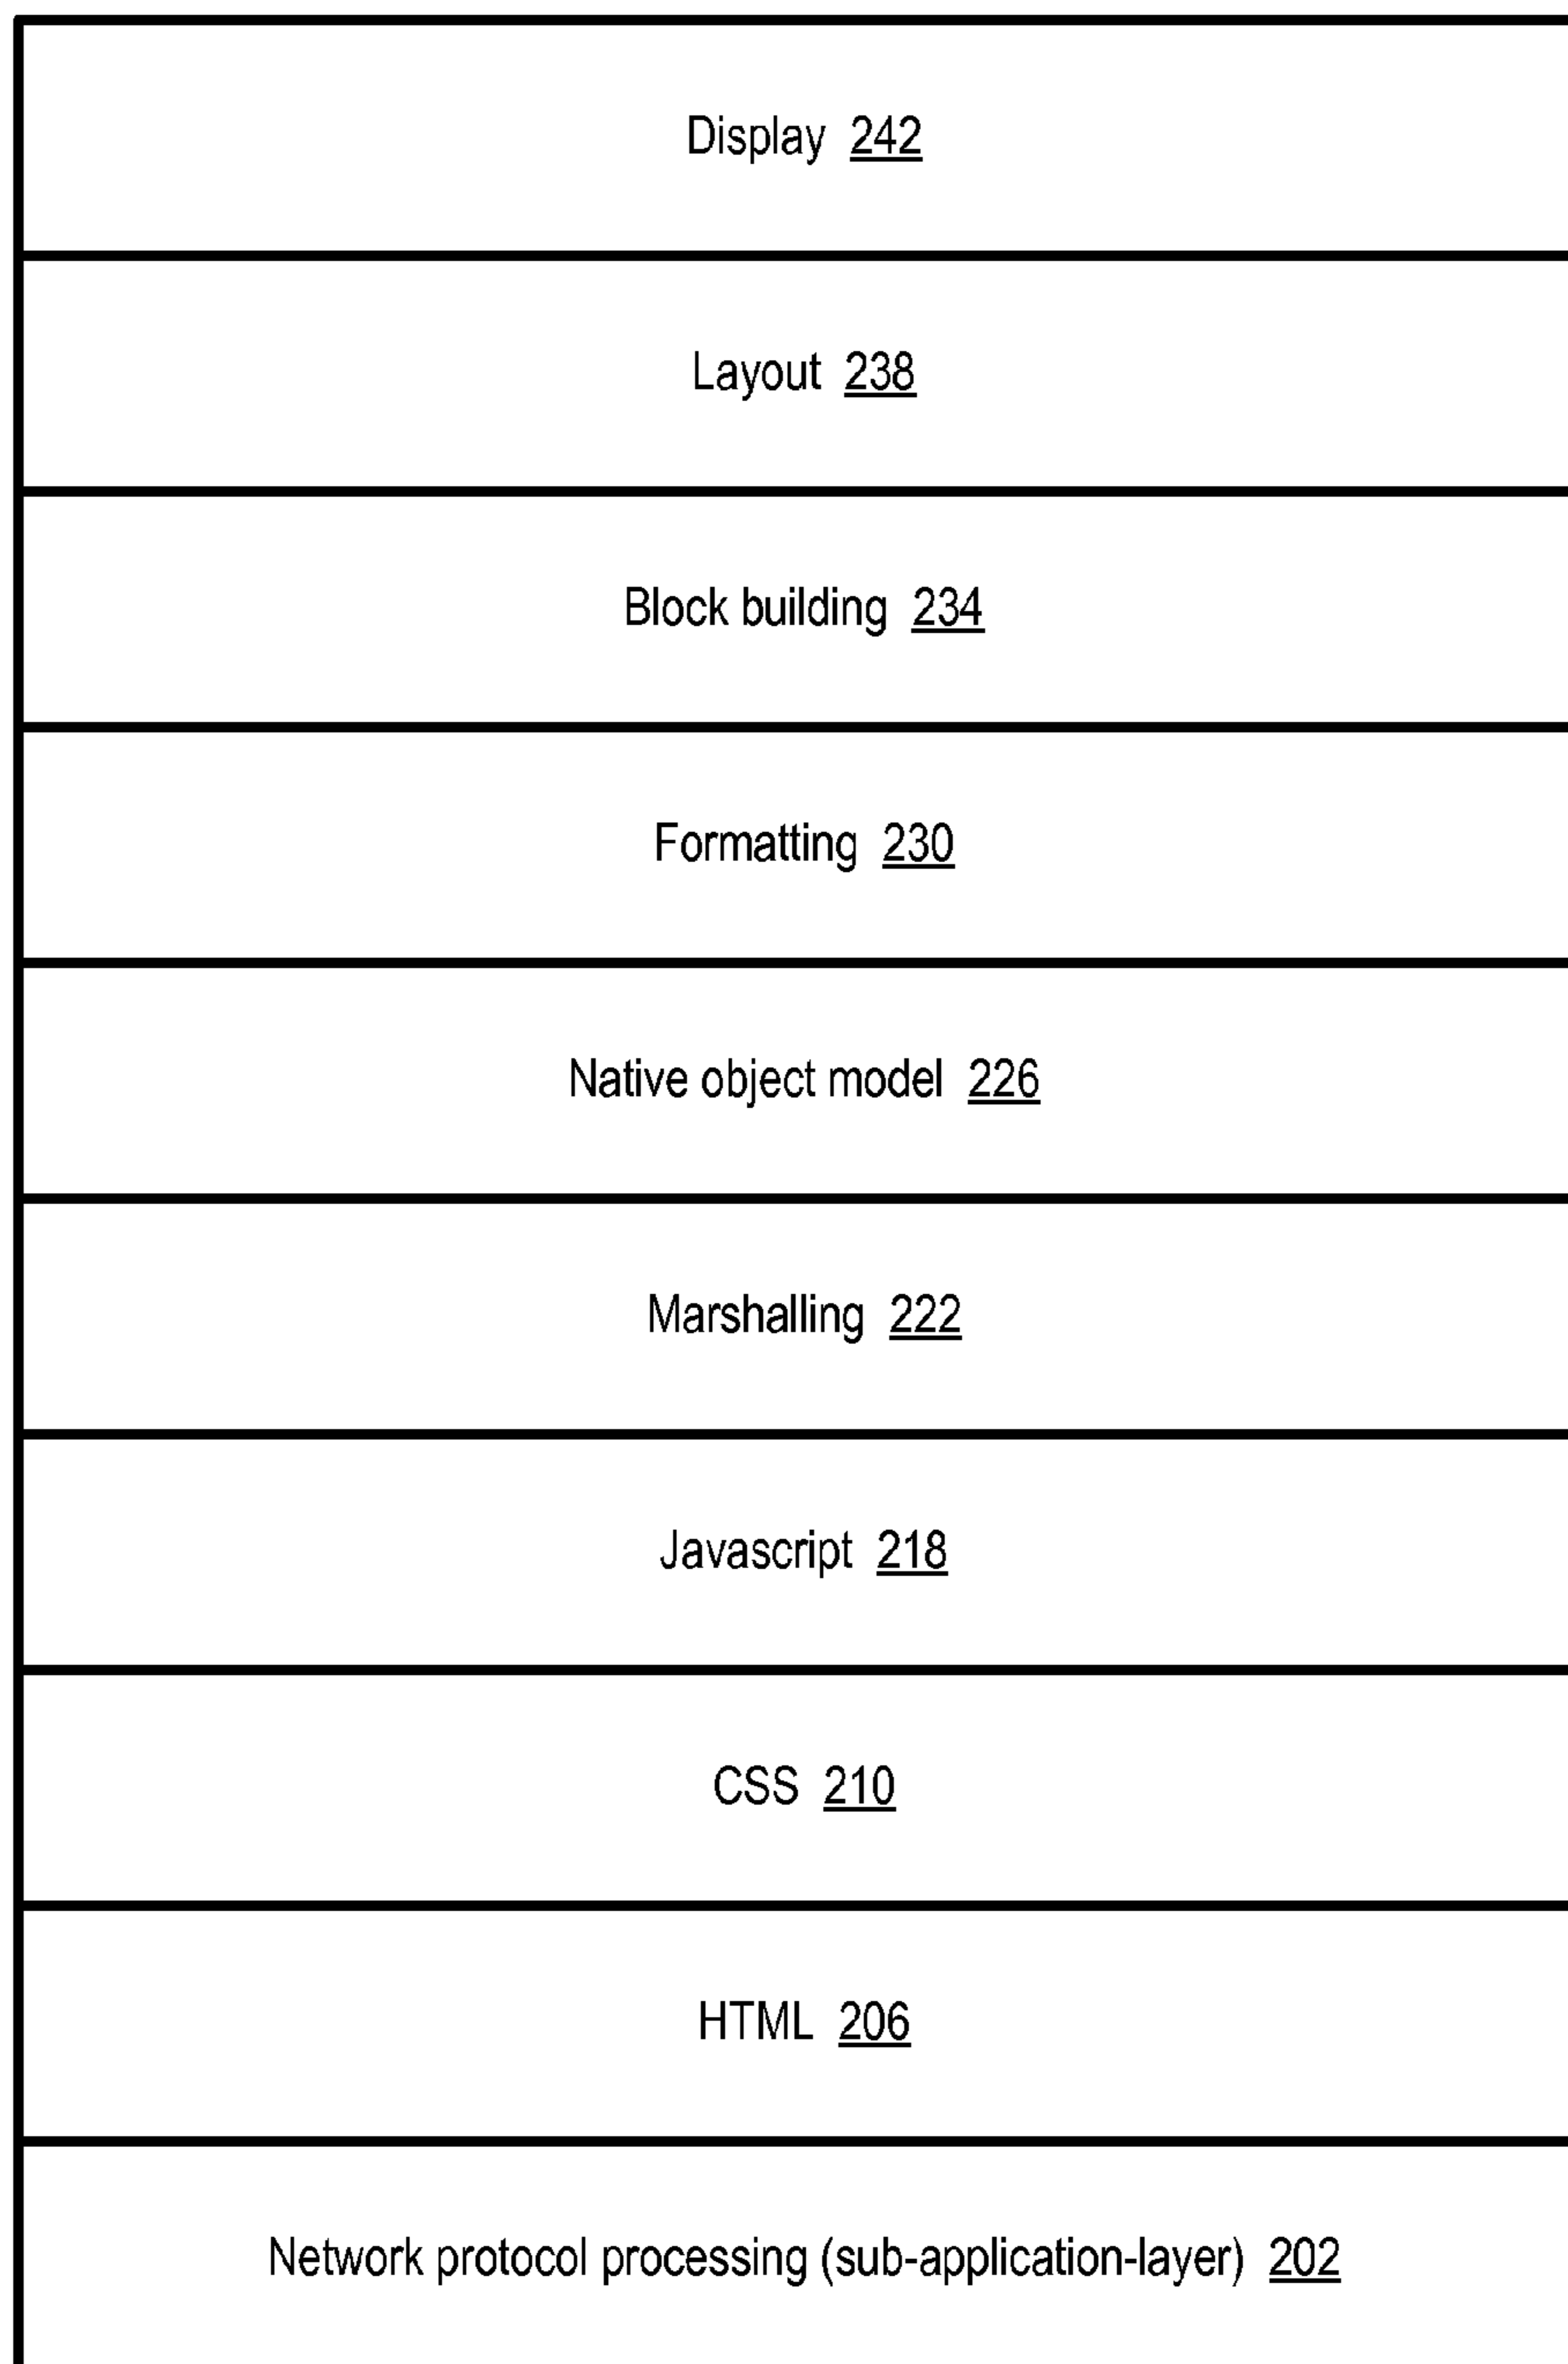 Display 242
Layout 238
Block building 234
Formatting 230
Native object model 226
Marshalling 222
Javascript 218
CSS 210
HTML 206
Network protocol processing (sub-application-layer) 202